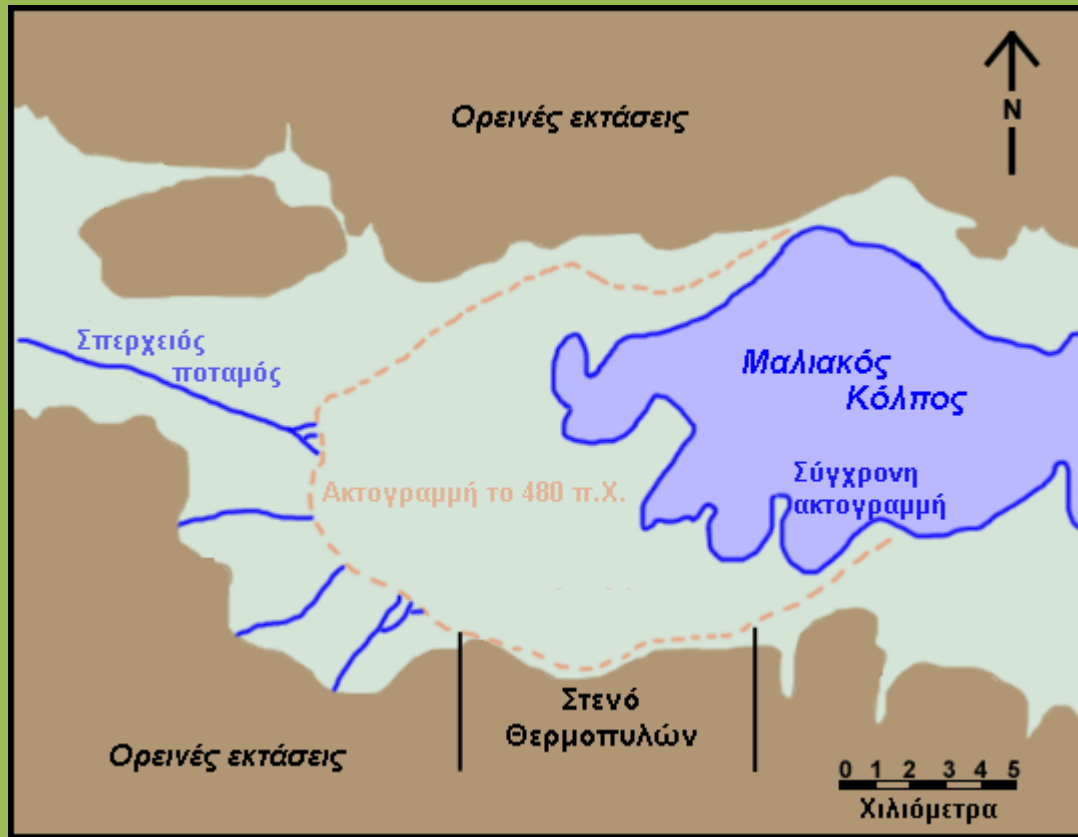 Ορεινές εκτάσεις
N
Σπερχειός
ποταμός
Μαλιακός
Κόλπος
Ακτογραμμή το 480 π.Χ.
Σύγχρονη
ακτογραμμή
Στενό
Θερμοπυλών
Ορεινές εκτάσεις
0 1 2 3 4 5
Χιλιόμετρα